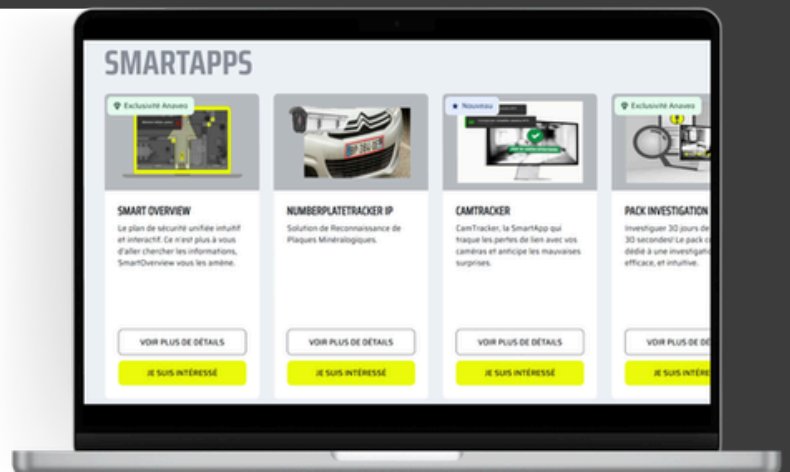 SMARTAPPS
Exclusivité Anaveo
Nouveau
Exclusivité Anaveo
SMART OVERVIEW
Le plan de sécurité unifiée intuitif
et interactif. Ce n'est plus à vous
d'aller chercher les informations,
SmartOverview vous les amène.
VOIR PLUS DE DÉTAILS
JE SUIS INTÉRESSÉ
NUMBERPLATETRACKER IP
Solution de Reconnaissance de
Plaques Minéralogiques.
VOIR PLUS DE DÉTAILS
JE SUIS INTÉRESSÉ
CAMTRACKER
CamTracker, la SmartApp qui
traque les pertes de lien avec vos
caméras et anticipe les mauvaises
surprises.
VOIR PLUS DE DÉTAILS
JE SUIS INTÉRESSÉ
PACK INVESTIGATION
Investiguer 30 jours de
30 secondes! Le pack
dédié à une investigati
efficace, et intuitive.
VOIR PLUS DE DÉ
JE SUIS INTÉRE